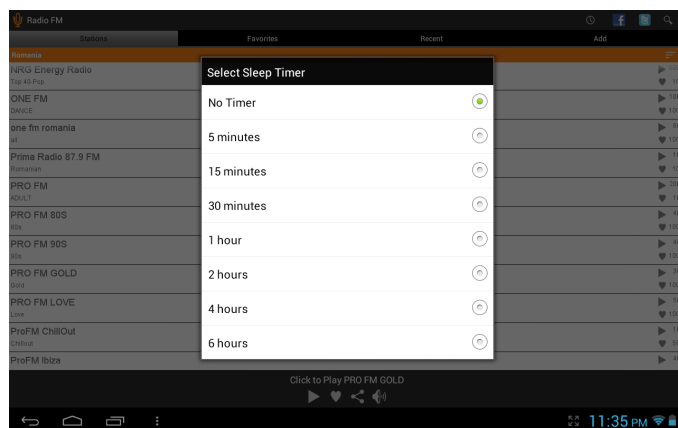 Radio FM
Stations Favorites Recent Add
Romania
NRG Energy Radio
Top 40-Pop
ONE FM
DANCE
one fm romania
Prima Radio 87.9 FM
Romanian
PRO FM
ADULT
PRO FM 80S
80s
PRO FM 90S
90s
PRO FM GOLD
Gold
PRO FM LOVE
Love
ProFM ChillOut
Chillout
ProFM Ibiza
Select Sleep Timer
No Timer
5 minutes
15 minutes
30 minutes
1 hour
2 hours
4 hours
6 hours
Click to Play PRO FM GOLD
11:35 PM